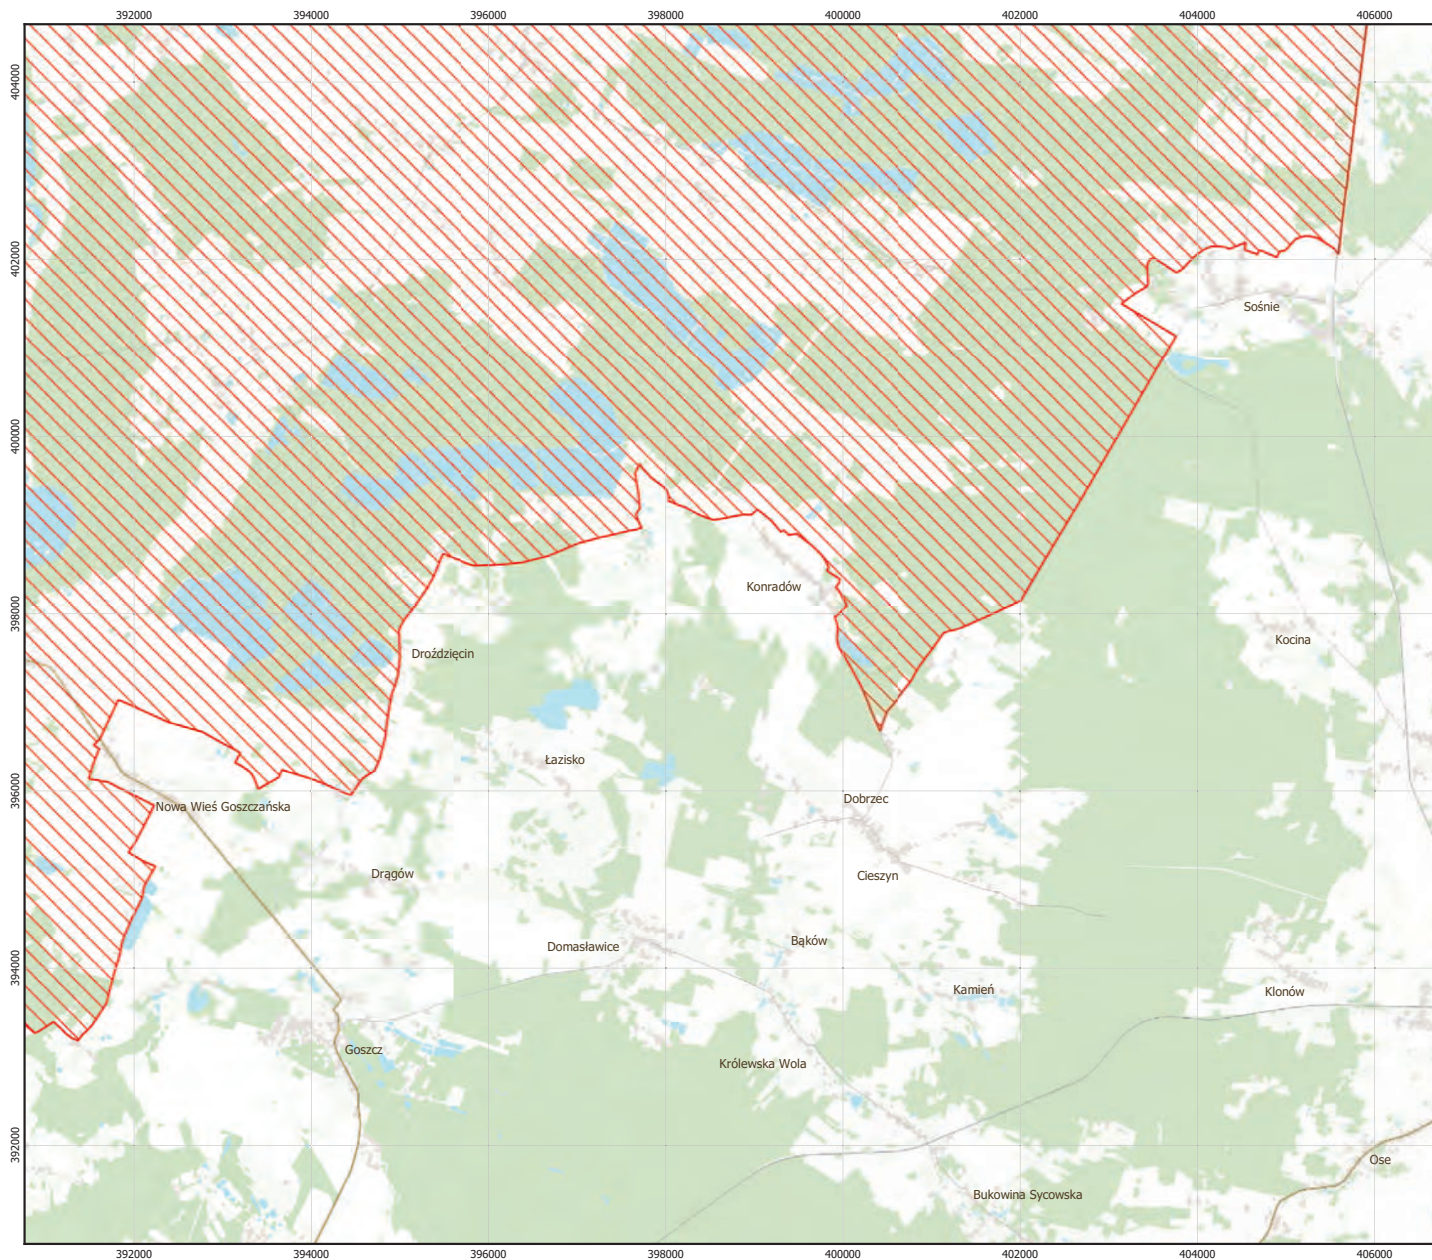 392000 394000 396000 398000 400000 402000 404000 406000
404000
402000
Sośnie
400000
Konradów
398000
Kocina
Droździęcin
Łazisko
396000
Dobrzec
Nowa Wieś Goszczańska
Drągów
Cieszyn
Bąków
Domasławice
394000
Kamień
Klonów
Goszcz
Królewska Wola
392000
Ose
Bukowina Sycowska
392000 394000 396000 398000 400000 402000 404000 406000